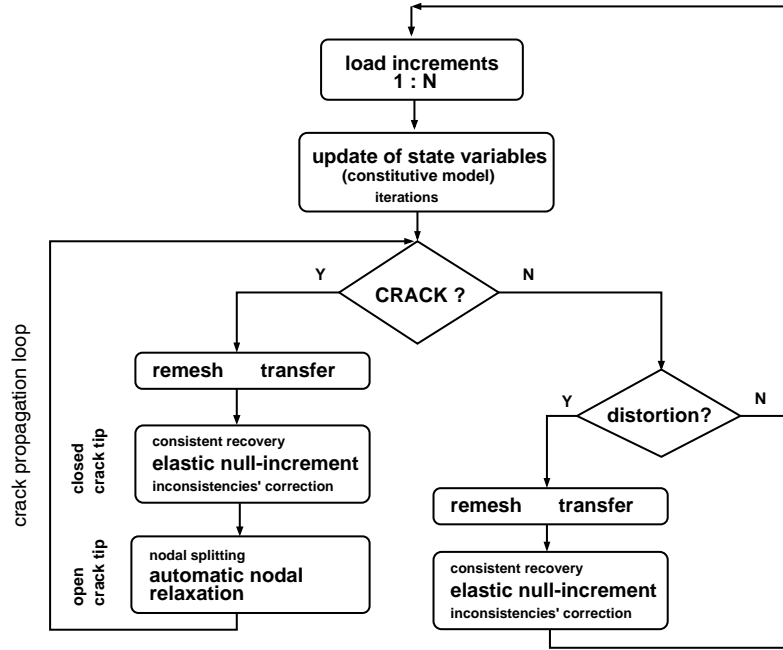 load increments
1 : N
update of state variables
(constitutive model)
iterations
Y
N
CRACK ?
crack propagation loop
remesh transfer
Y
distortion?
N
closed
crack tip
consistent recovery
elastic null-increment
inconsistencies' correction
remesh transfer
open
crack tip
nodal splitting
automatic nodal
relaxation
consistent recovery
elastic null-increment
inconsistencies' correction